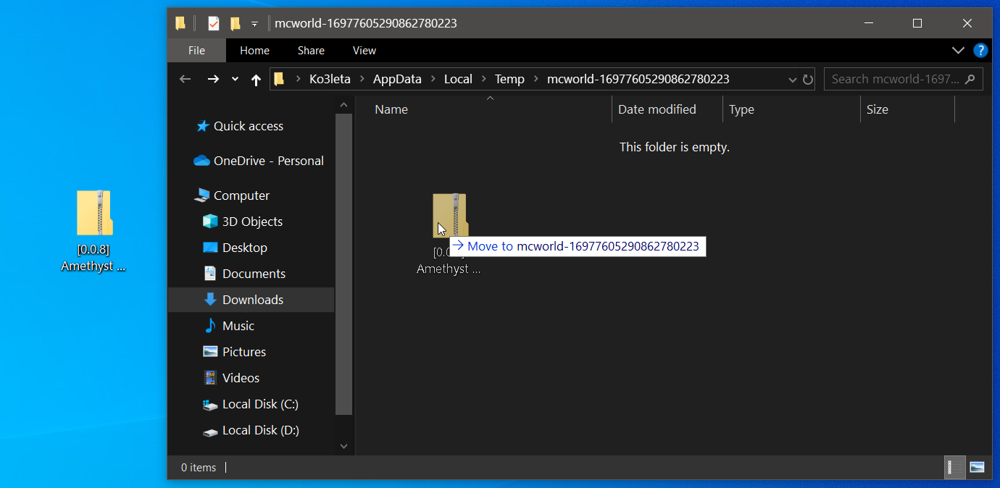 mcworld-16977605290862780223
File Home Share View
Ko3leta AppData Local Temp mcworld-16977605290862780223
Search mcworld-1697...
Name Date modified Type Size
This folder is empty.
Quick access
OneDrive - Personal
Computer
3D Objects
Desktop
Documents
Downloads
Music
Pictures
Videos
Local Disk (C:)
Local Disk (D:)
[0.0.8]
Amethyst ...
Move to mcworld-16977605290862780223
[0.0
Amethyst ...
0 items